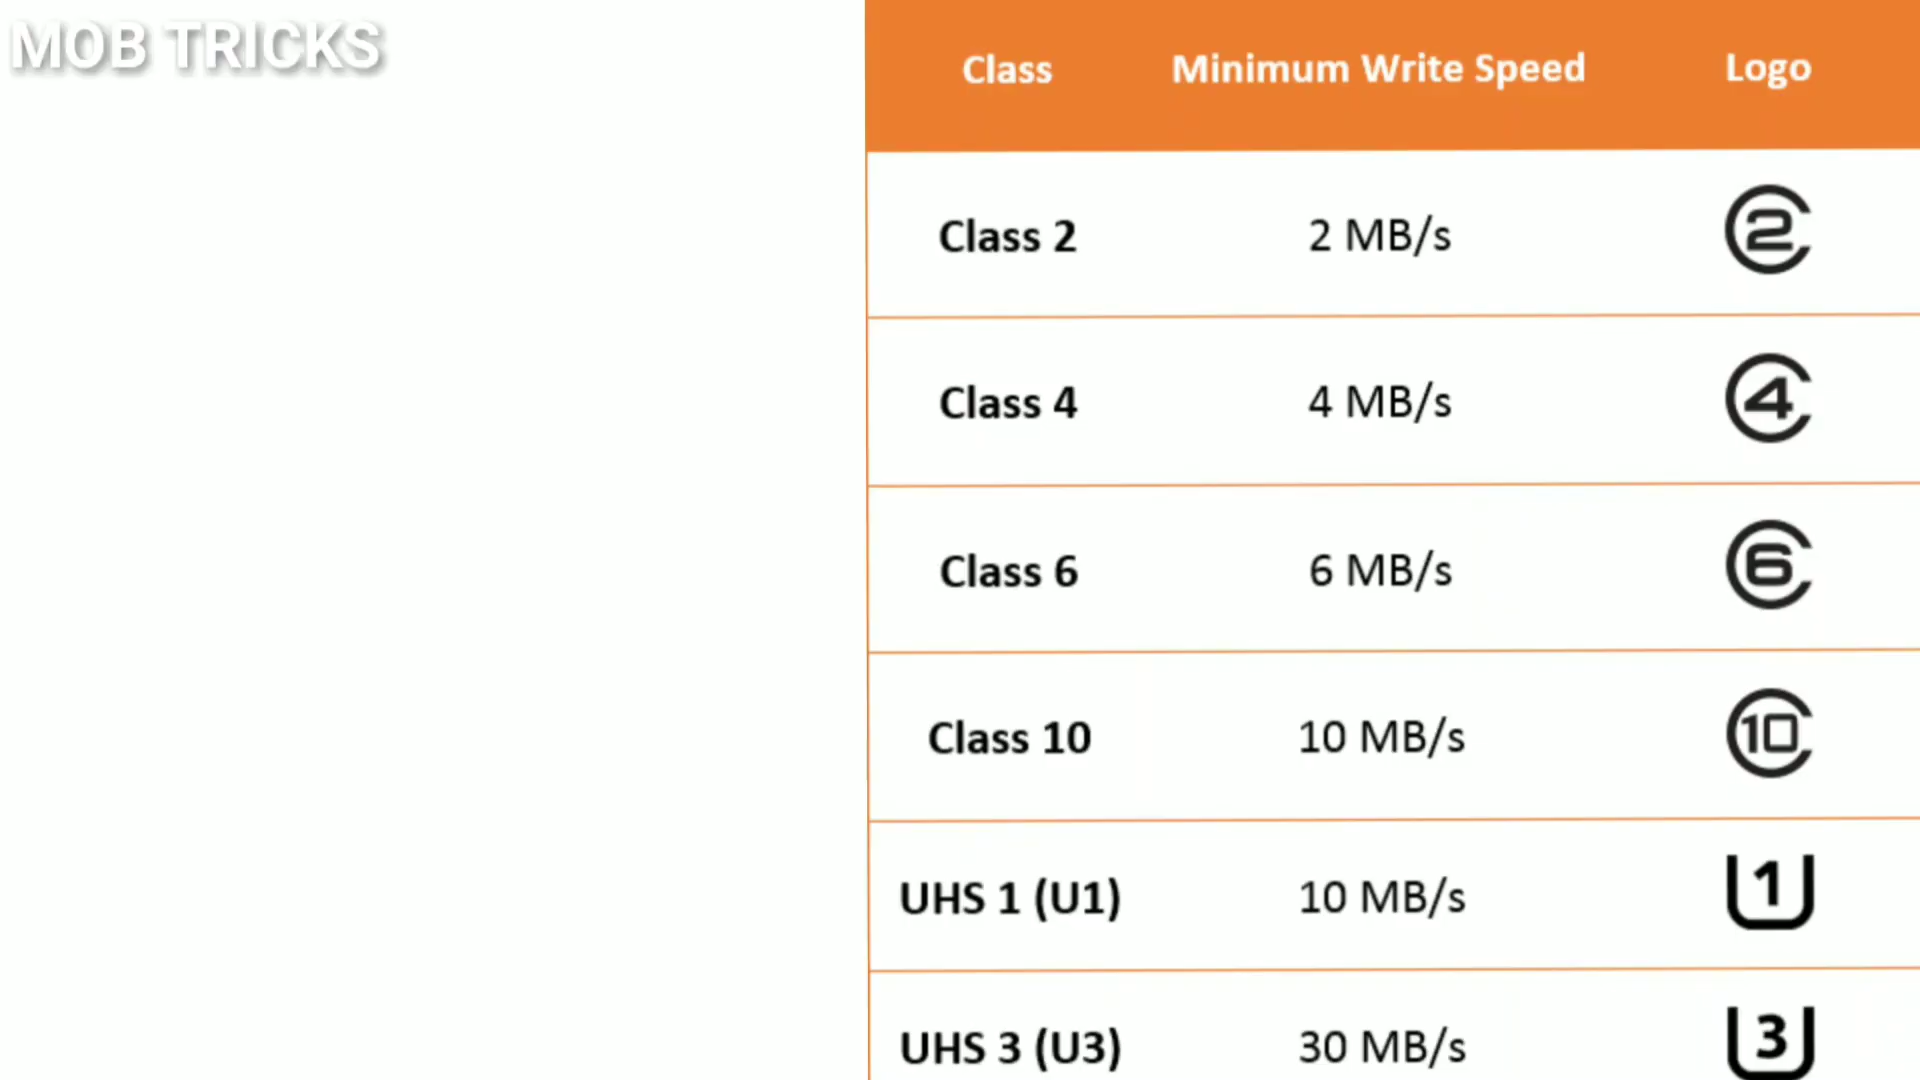 MOB TRICKS
Class Minimum Write Speed Logo
Class 2 2 MB/s 2
Class 4 4 MB/s 4
Class 6 6 MB/s 6
Class 10 10 MB/s 10
UHS 1 (U1) 10 MB/s 1
UHS 3 (U3) 30 MB/s 3